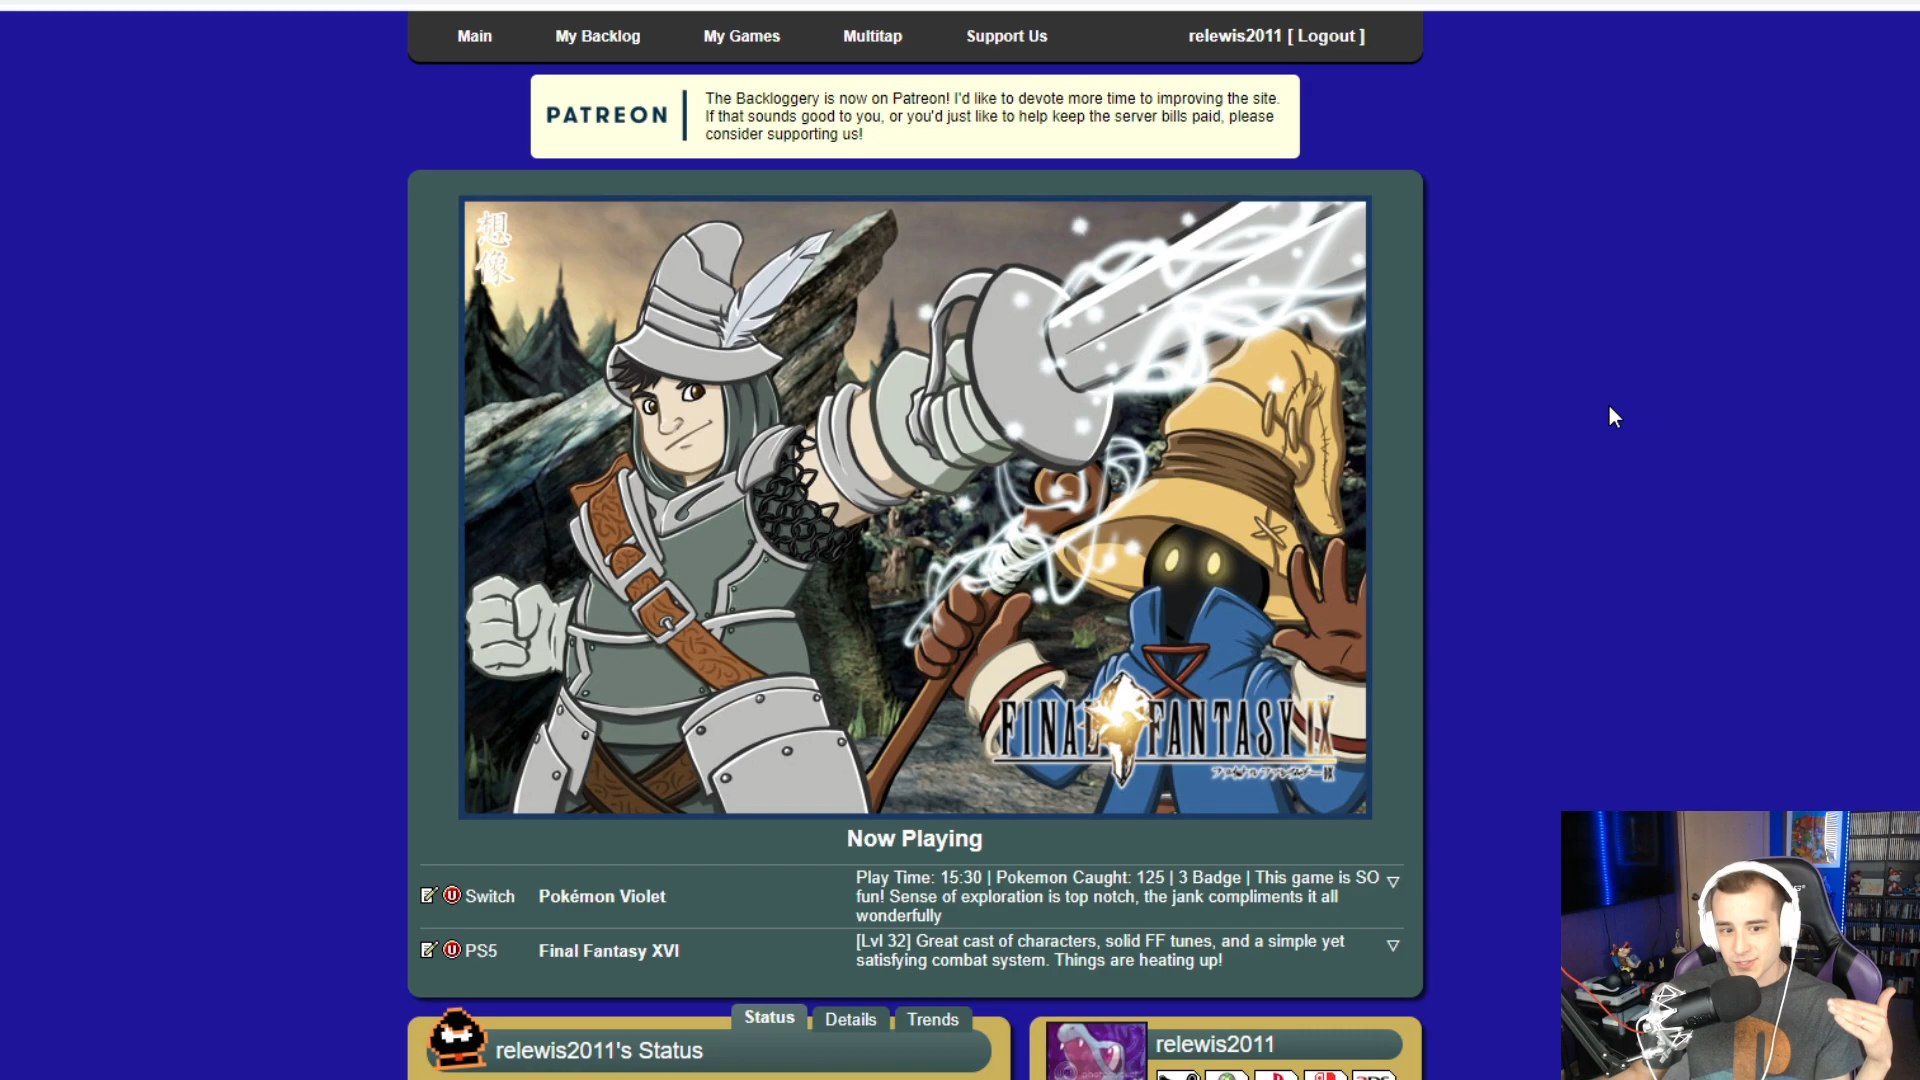 Main My Backlog My Games Multitap Support Us relewis2011 [ Logout ]
PATREON
The Backloggery is now on Patreon! I'd like to devote more time to improving the site.
If that sounds good to you, or you'd just like to help keep the server bills paid, please
consider supporting us!
想
像
FINAL FANTASY IX
Now Playing
Switch Pokémon Violet
Play Time: 15:30 | Pokemon Caught: 125 | 3 Badge | This game is SO
fun! Sense of exploration is top notch, the jank compliments it all
wonderfully
PS5 Final Fantasy XVI
[Lvl 32] Great cast of characters, solid FF tunes, and a simple yet
satisfying combat system. Things are heating up!
Status Details Trends
relewis2011's Status
relewis2011